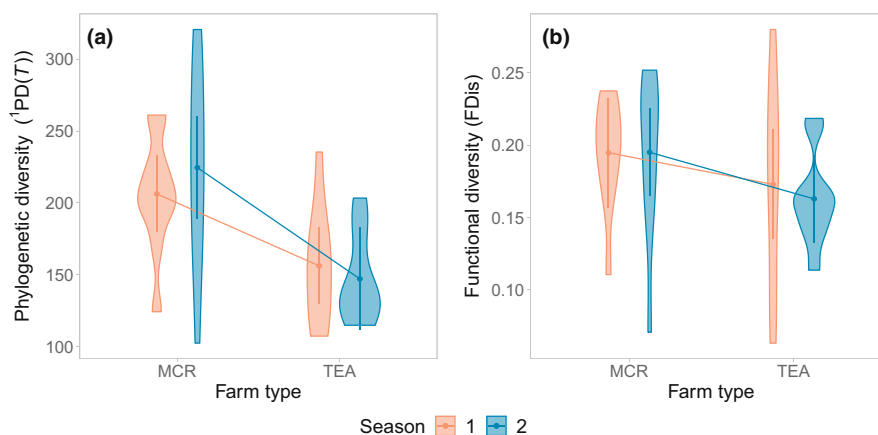 (a)
Phylogenetic diversity (¹PD(T))
300
250
200
150
100
MCR
TEA
Farm type
(b)
Functional diversity (FDis)
0.25
0.20
0.15
0.10
MCR
TEA
Farm type
Season 1 2